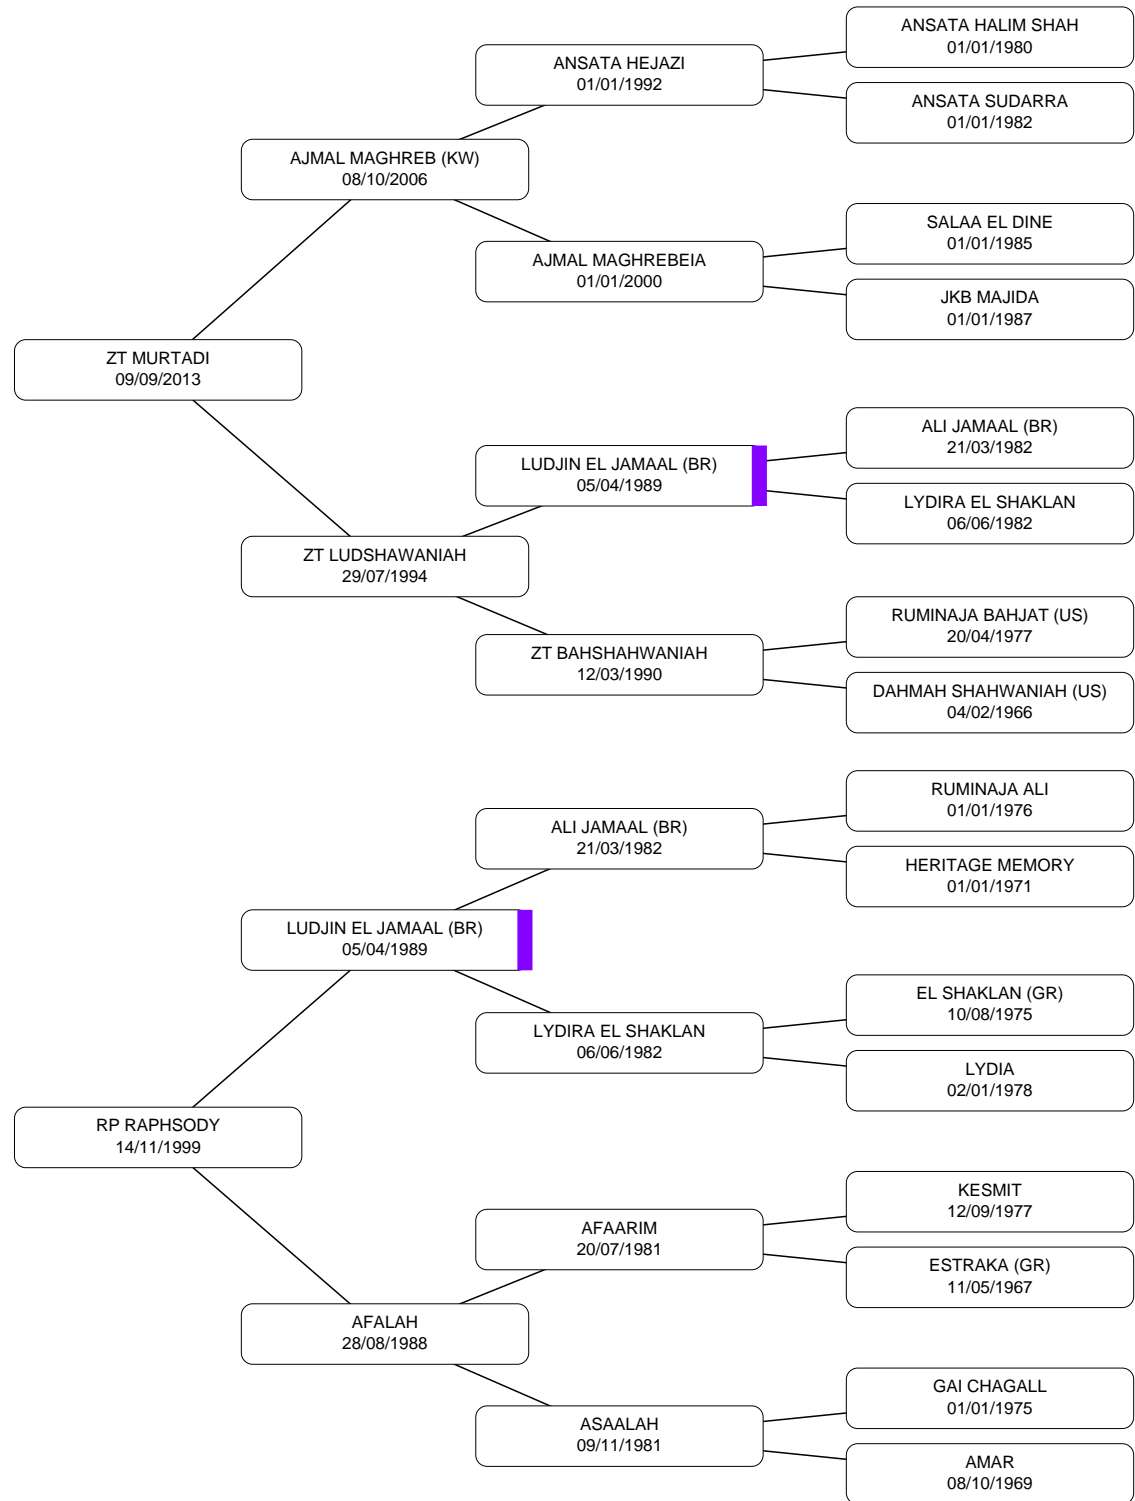 ANSATA HALIM SHAH
01/01/1980
ANSATA HEJAZI
01/01/1992
ANSATA SUDARRA
01/01/1982
AJMAL MAGHREB (KW)
08/10/2006
SALAA EL DINE
01/01/1985
AJMAL MAGHREBEIA
01/01/2000
JKB MAJIDA
01/01/1987
ZT MURTADI
09/09/2013
ALI JAMAAL (BR)
21/03/1982
LUDJIN EL JAMAAL (BR)
05/04/1989
LYDIRA EL SHAKLAN
06/06/1982
ZT LUDSHAWANIAH
29/07/1994
RUMINAJA BAHJAT (US)
20/04/1977
ZT BAHSHAHWANIAH
12/03/1990
DAHMAH SHAHWANIAH (US)
04/02/1966
RUMINAJA ALI
01/01/1976
ALI JAMAAL (BR)
21/03/1982
HERITAGE MEMORY
01/01/1971
LUDJIN EL JAMAAL (BR)
05/04/1989
EL SHAKLAN (GR)
10/08/1975
LYDIRA EL SHAKLAN
06/06/1982
LYDIA
02/01/1978
RP RAPHSODY
14/11/1999
KESMIT
12/09/1977
AFAARIM
20/07/1981
ESTRAKA (GR)
11/05/1967
AFALAH
28/08/1988
GAI CHAGALL
01/01/1975
ASAALAH
09/11/1981
AMAR
08/10/1969